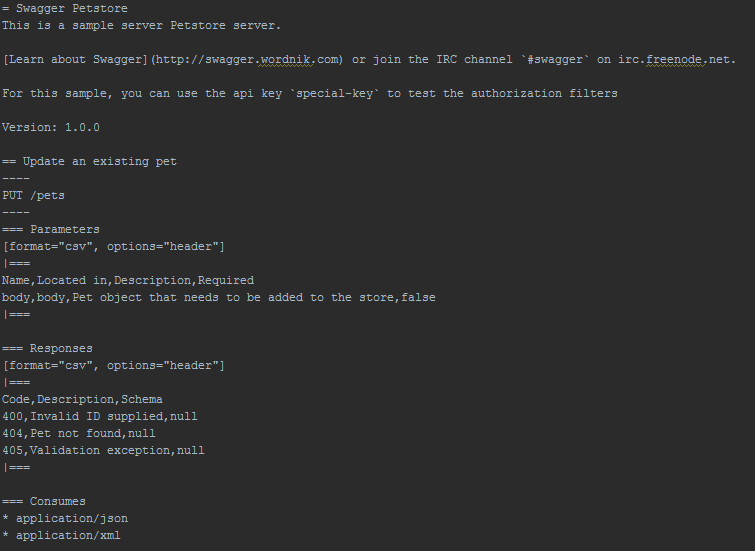 = Swagger Petstore
This is a sample server Petstore server.
[Learn about Swagger](http://swagger.wordnik.com) or join the IRC channel `#swagger` on irc.freenode.net.
For this sample, you can use the api key `special-key` to test the authorization filters
Version: 1.0.0
== Update an existing pet
----
PUT /pets
----
=== Parameters
[format="csv", options="header"]
|===
Name,Located in,Description,Required
body,body,Pet object that needs to be added to the store,false
|===
=== Responses
[format="csv", options="header"]
|===
Code,Description,Schema
400,Invalid ID supplied,null
404,Pet not found,null
405,Validation exception,null
|===
=== Consumes
* application/json
* application/xml